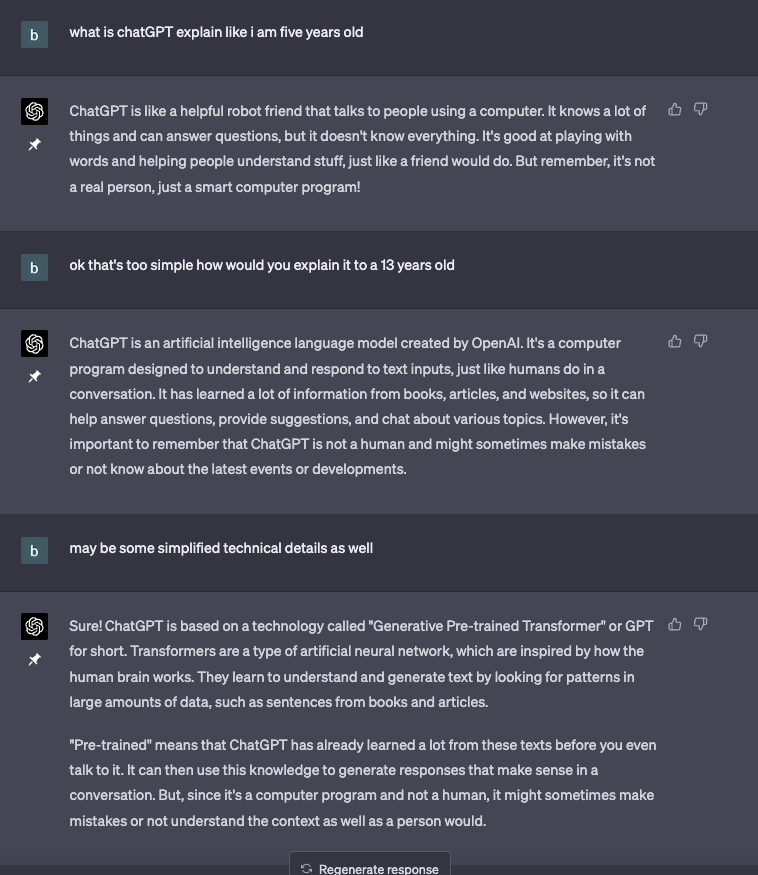 b
what is chatGPT explain like i am five years old
ChatGPT is like a helpful robot friend that talks to people using a computer. It knows a lot of
things and can answer questions, but it doesn't know everything. It's good at playing with
words and helping people understand stuff, just like a friend would do. But remember, it's not
a real person, just a smart computer program!
b
ok that's too simple how would you explain it to a 13 years old
ChatGPT is an artificial intelligence language model created by OpenAI. It's a computer
program designed to understand and respond to text inputs, just like humans do in a
conversation. It has learned a lot of information from books, articles, and websites, so it can
help answer questions, provide suggestions, and chat about various topics. However, it's
important to remember that ChatGPT is not a human and might sometimes make mistakes
or not know about the latest events or developments.
b
may be some simplified technical details as well
Sure! ChatGPT is based on a technology called "Generative Pre-trained Transformer" or GPT
for short. Transformers are a type of artificial neural network, which are inspired by how the
human brain works. They learn to understand and generate text by looking for patterns in
large amounts of data, such as sentences from books and articles.
"Pre-trained" means that ChatGPT has already learned a lot from these texts before you even
talk to it. It can then use this knowledge to generate responses that make sense in a
conversation. But, since it's a computer program and not a human, it might sometimes make
mistakes or not understand the context as well as a person would.
Regenerate response